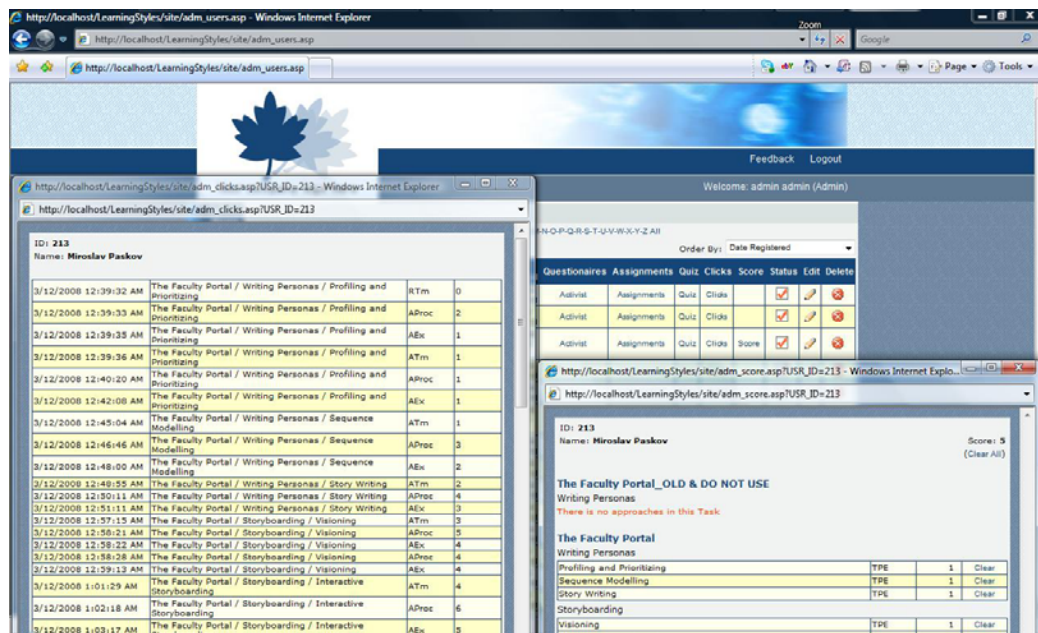 http://localhost/LearningStyles/site/adm_users.asp - Windows Internet Explorer
Zoom
http://localhost/LearningStyles/site/adm_users.asp
Google
http://localhost/LearningStyles/site/adm_users.asp
Page
Tools
Feedback Logout
Welcome: admin admin (Admin)
-N-O-P-Q-R-S-T-U-V-W-X-Y-Z All
Order By: Date Registered
Questionaires Assignments Quiz Clicks Score Status Edit Delete
Activist Assignments Quiz Clicks
Activist Assignments Quiz Clicks
Activist Assignments Quiz Clicks Score
http://localhost/LearningStyles/site/adm_clicks.asp?USR_ID=213 - Windows Internet Explorer
http://localhost/LearningStyles/site/adm_clicks.asp?USR_ID=213
ID: 213
Name: Miroslav Paskov
3/12/2008 12:39:32 AM The Faculty Portal / Writing Personas / Profiling and Prioritizing RTm 0
3/12/2008 12:39:33 AM The Faculty Portal / Writing Personas / Profiling and Prioritizing AProc 2
3/12/2008 12:39:35 AM The Faculty Portal / Writing Personas / Profiling and Prioritizing AEx 1
3/12/2008 12:39:36 AM The Faculty Portal / Writing Personas / Profiling and Prioritizing ATm 1
3/12/2008 12:40:20 AM The Faculty Portal / Writing Personas / Profiling and Prioritizing AProc 1
3/12/2008 12:42:08 AM The Faculty Portal / Writing Personas / Profiling and Prioritizing AEx 1
3/12/2008 12:45:04 AM The Faculty Portal / Writing Personas / Sequence Modelling ATm 1
3/12/2008 12:46:46 AM The Faculty Portal / Writing Personas / Sequence Modelling AProc 3
3/12/2008 12:48:00 AM The Faculty Portal / Writing Personas / Sequence Modelling AEx 2
3/12/2008 12:48:55 AM The Faculty Portal / Writing Personas / Story Writing ATm 2
3/12/2008 12:50:11 AM The Faculty Portal / Writing Personas / Story Writing AProc 4
3/12/2008 12:51:11 AM The Faculty Portal / Writing Personas / Story Writing AEx 3
3/12/2008 12:57:15 AM The Faculty Portal / Storyboarding / Visioning ATm 3
3/12/2008 12:58:21 AM The Faculty Portal / Storyboarding / Visioning AProc 5
3/12/2008 12:58:22 AM The Faculty Portal / Storyboarding / Visioning AEx 4
3/12/2008 12:58:28 AM The Faculty Portal / Storyboarding / Visioning AProc 4
3/12/2008 12:59:13 AM The Faculty Portal / Storyboarding / Visioning AEx 4
3/12/2008 1:01:29 AM The Faculty Portal / Storyboarding / Interactive Storyboarding ATm 4
3/12/2008 1:02:18 AM The Faculty Portal / Storyboarding / Interactive Storyboarding AProc 6
3/12/2008 1:03:17 AM The Faculty Portal / Storyboarding / Interactive AEx 5
http://localhost/LearningStyles/site/adm_score.asp?USR_ID=213 - Windows Internet Explo...
http://localhost/LearningStyles/site/adm_score.asp?USR_ID=213
ID: 213
Name: Miroslav Paskov Score: 5
(Clear All)
The Faculty Portal_OLD & DO NOT USE
Writing Personas
There is no approaches in this Task
The Faculty Portal
Writing Personas
Profiling and Prioritizing TPE 1 Clear
Sequence Modelling TPE 1 Clear
Story Writing TPE 1 Clear
Storyboarding
Visioning TPE 1 Clear